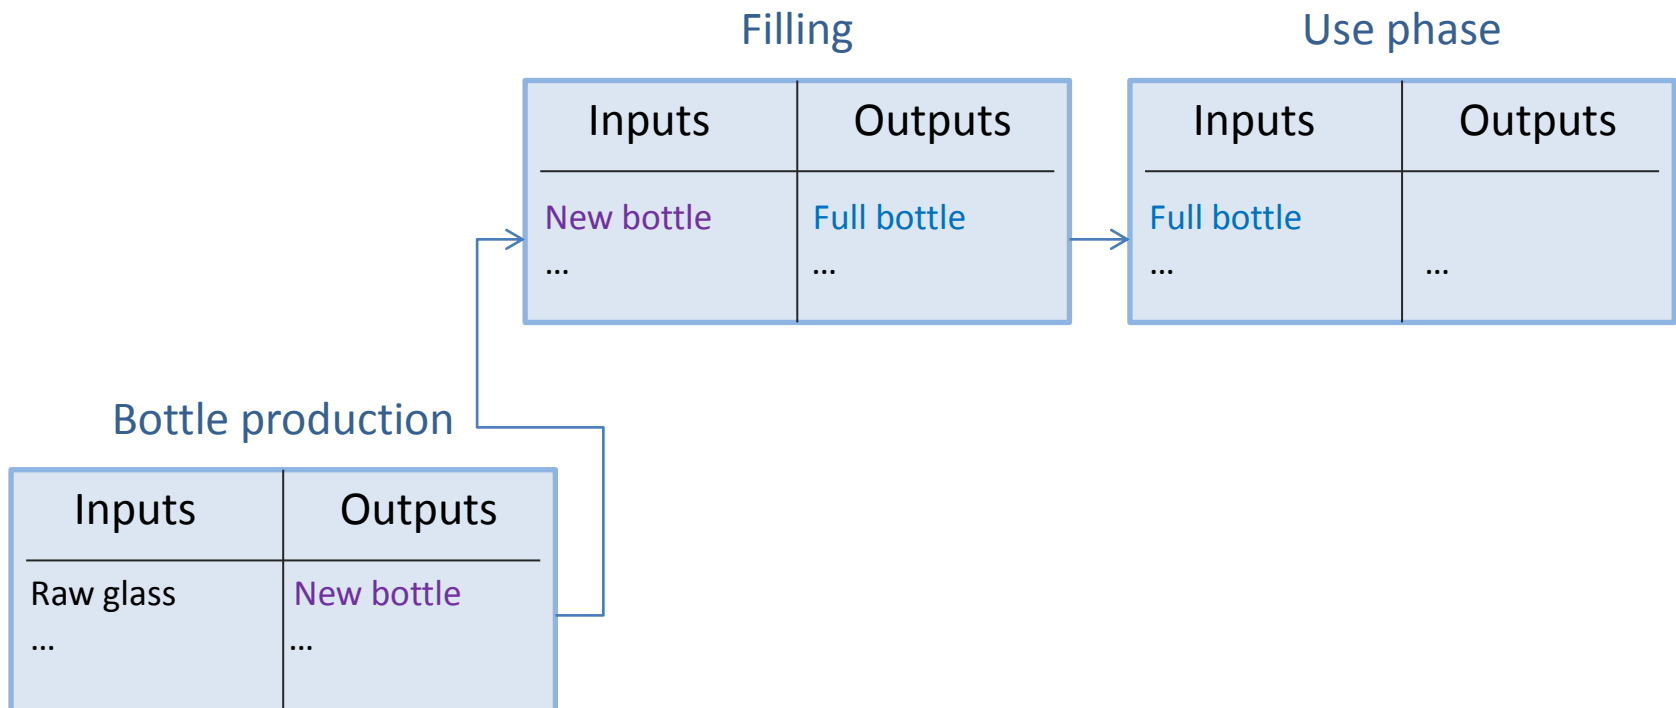 Filling
Inputs Outputs
New bottle Full bottle
... ...
Use phase
Inputs Outputs
Full bottle
... ...
Bottle production
Inputs Outputs
Raw glass New bottle
... ...